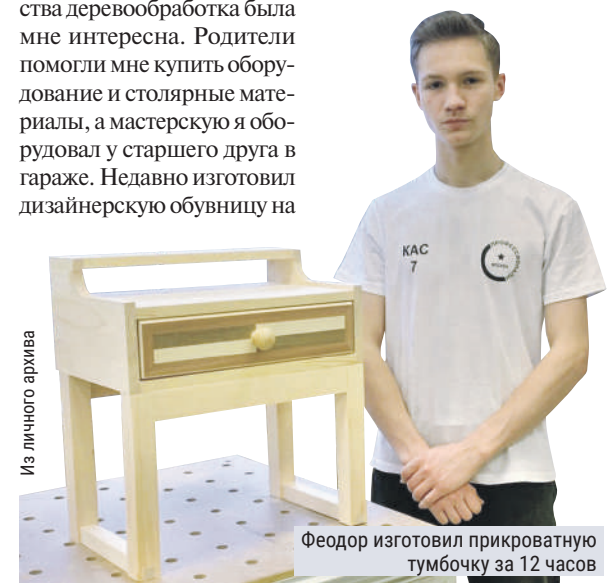 ства деревообработка была
мне интересна. Родители
помогли мне купить обору-
дование и столярные мате-
риалы, а мастерскую я обо-
рудовал у старшего друга в
гараже. Недавно изготовил
дизайнерскую обувницу на
КАС
7
Из личного архива
Феодор изготовил прикроватную
тумбочку за 12 часов